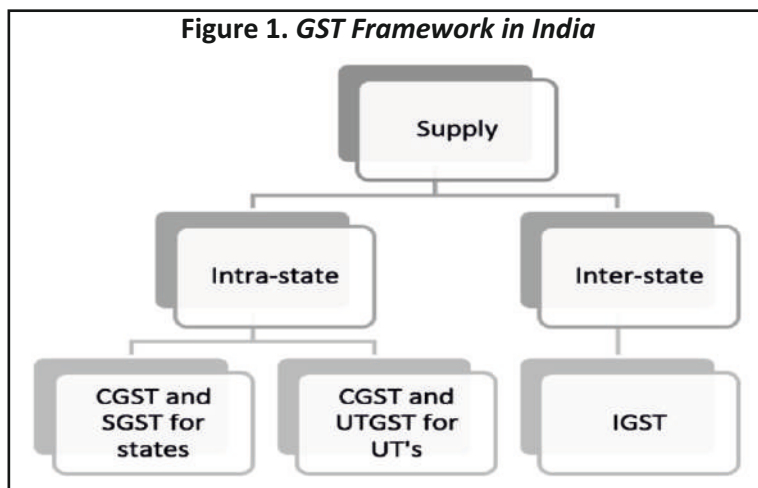 Figure 1. GST Framework in India
Supply
Intra-state
Inter-state
CGST and
SGST for
states
CGST and
UTGST for
UT's
IGST